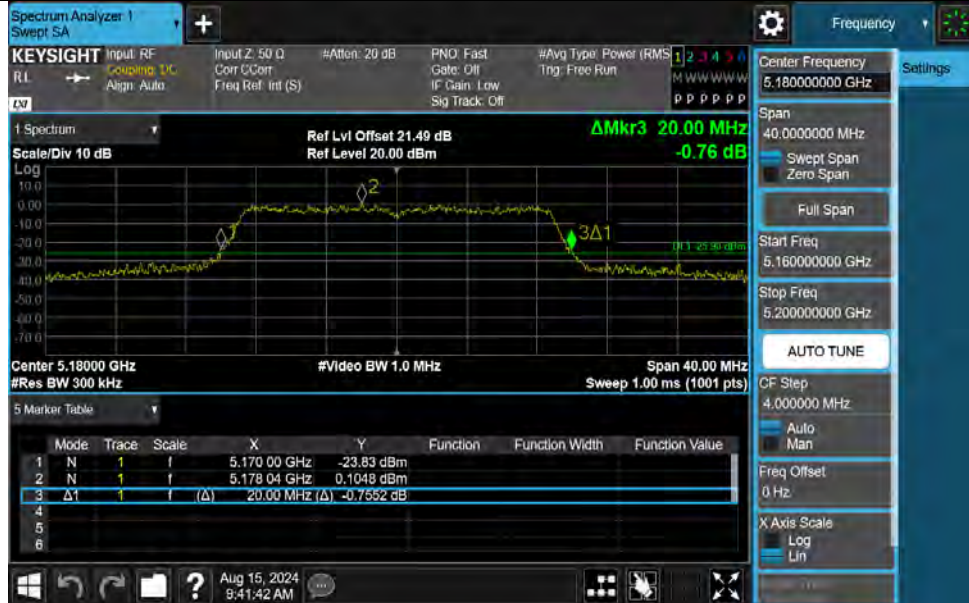 Spectrum Analyzer 1
Swept SA
Frequency
KEYSIGHT Input: RF Input Z: 50 Ω #Atten: 20 dB PNO: Fast #Avg Type: Power (RMS 1 2 3 4 5 6
RL Coupling: DC Corr CCorr Gate: Off Trig: Free Run M W W W W W
Align: Auto Freq Ref: Int (S) IF Gain: Low
LXI Sig Track: Off P P P P P P
1 Spectrum
Scale/Div 10 dB
Ref Lvl Offset 21.49 dB
Ref Level 20.00 dBm
ΔMkr3 20.00 MHz
-0.76 dB
Log
10.0
0.00
-10.0
-20.0
-30.0
-40.0
-50.0
-60.0
-70.0
2
3Δ1
Center 5.18000 GHz #Video BW 1.0 MHz Span 40.00 MHz
#Res BW 300 kHz Sweep 1.00 ms (1001 pts)
5 Marker Table
Mode Trace Scale X Y Function Function Width Function Value
1 N 1 f 5.170 00 GHz -23.83 dBm
2 N 1 f 5.178 04 GHz 0.1048 dBm
3 Δ1 1 f (Δ) 20.00 MHz (Δ) -0.7552 dB
4
5
6
Aug 15, 2024
9:41:42 AM
Center Frequency
5.180000000 GHz
Settings
Span
40.0000000 MHz
Swept Span
Zero Span
Full Span
Start Freq
5.160000000 GHz
Stop Freq
5.200000000 GHz
AUTO TUNE
CF Step
4.000000 MHz
Auto
Man
Freq Offset
0 Hz
X Axis Scale
Log
Lin